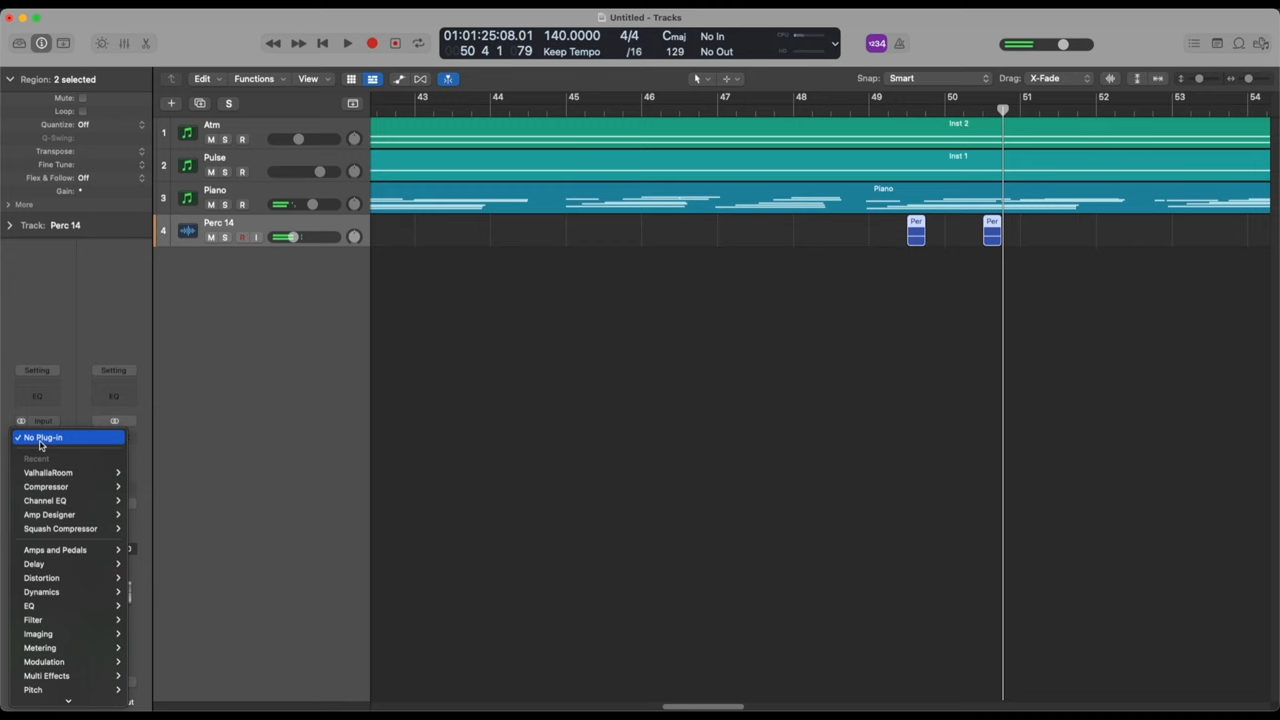 Untitled - Tracks
01:01:25:08.01 140.0000 4/4 Cmaj No In
50 4 1 79 Keep Tempo /16 129 No Out
CPU
HD
1234
Region: 2 selected
Edit Functions View
Snap: Smart Drag: X-Fade
Mute:
Loop:
Quantize: Off
Q-Swing:
Transpose:
Fine Tune:
Flex & Follow: Off
Gain:
More
Track: Perc 14
S
43 44 45 46 47 48 49 50 51 52 53 54
1 Atm
M S R
Inst 2
2 Pulse
M S R
Inst 1
3 Piano
M S R
Piano
4 Perc 14
M S R I
Per Per
Setting Setting
EQ EQ
Input
No Plug-in
Recent
ValhallaRoom
Compressor
Channel EQ
Amp Designer
Squash Compressor
Amps and Pedals
Delay
Distortion
Dynamics
EQ
Filter
Imaging
Metering
Modulation
Multi Effects
Pitch